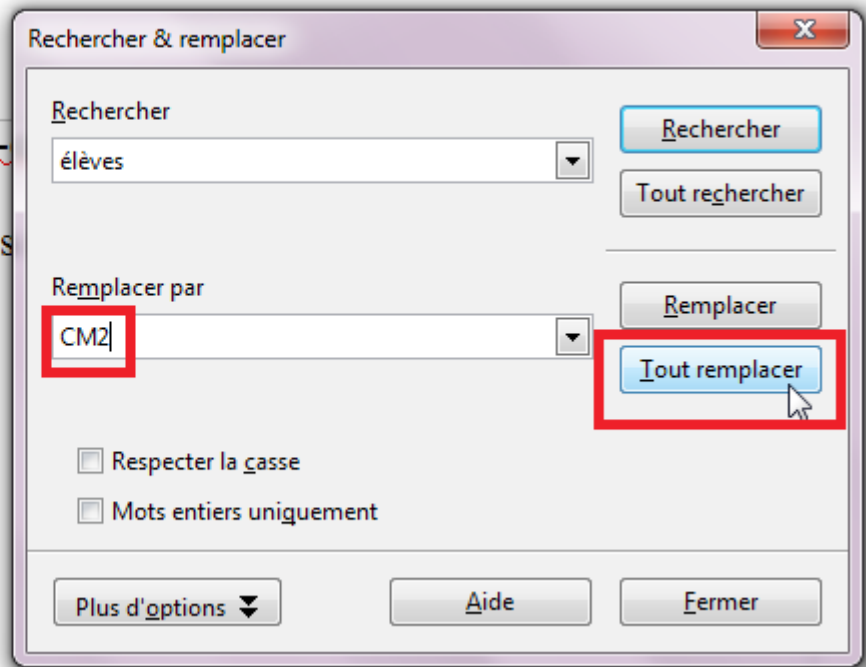 Rechercher & remplacer
Rechercher
élèves
Rechercher
Tout rechercher
Remplacer par
CM2
Remplacer
Tout remplacer
Respecter la casse
Mots entiers uniquement
Plus d'options
Aide
Fermer